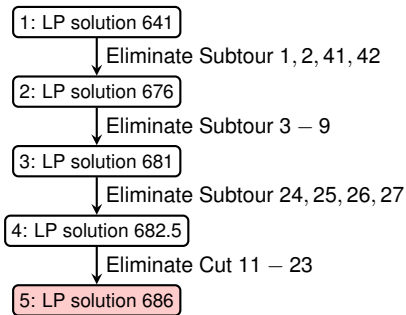 1: LP solution 641
Eliminate Subtour 1, 2, 41, 42
2: LP solution 676
Eliminate Subtour 3 − 9
3: LP solution 681
Eliminate Subtour 24, 25, 26, 27
4: LP solution 682.5
Eliminate Cut 11 − 23
5: LP solution 686